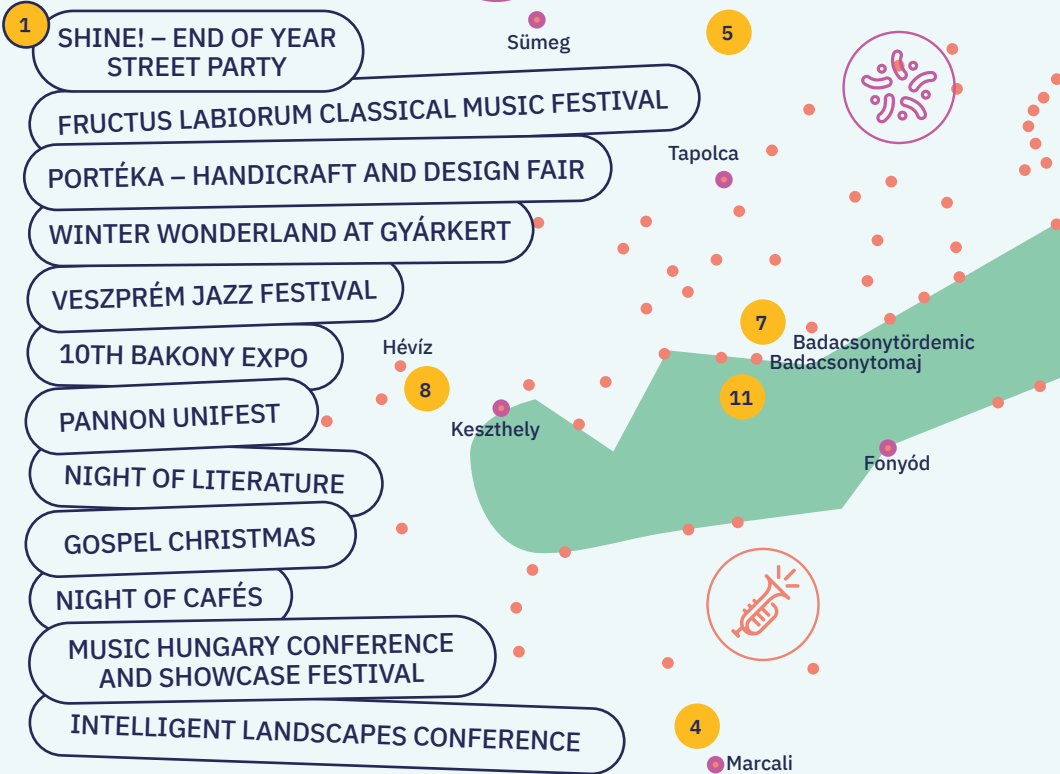 1
SHINE! – END OF YEAR
STREET PARTY
FRUCTUS LABIORUM CLASSICAL MUSIC FESTIVAL
PORTÉKA – HANDICRAFT AND DESIGN FAIR
WINTER WONDERLAND AT GYÁRKERT
VESZPRÉM JAZZ FESTIVAL
10TH BAKONY EXPO
PANNON UNIFEST
NIGHT OF LITERATURE
GOSPEL CHRISTMAS
NIGHT OF CAFÉS
MUSIC HUNGARY CONFERENCE
AND SHOWCASE FESTIVAL
INTELLIGENT LANDSCAPES CONFERENCE
Sümeg
5
Tapolca
7
Badacsonytördemic
Badacsonytomaj
Hévíz
8
11
Keszthely
Fonyód
4
Marcali